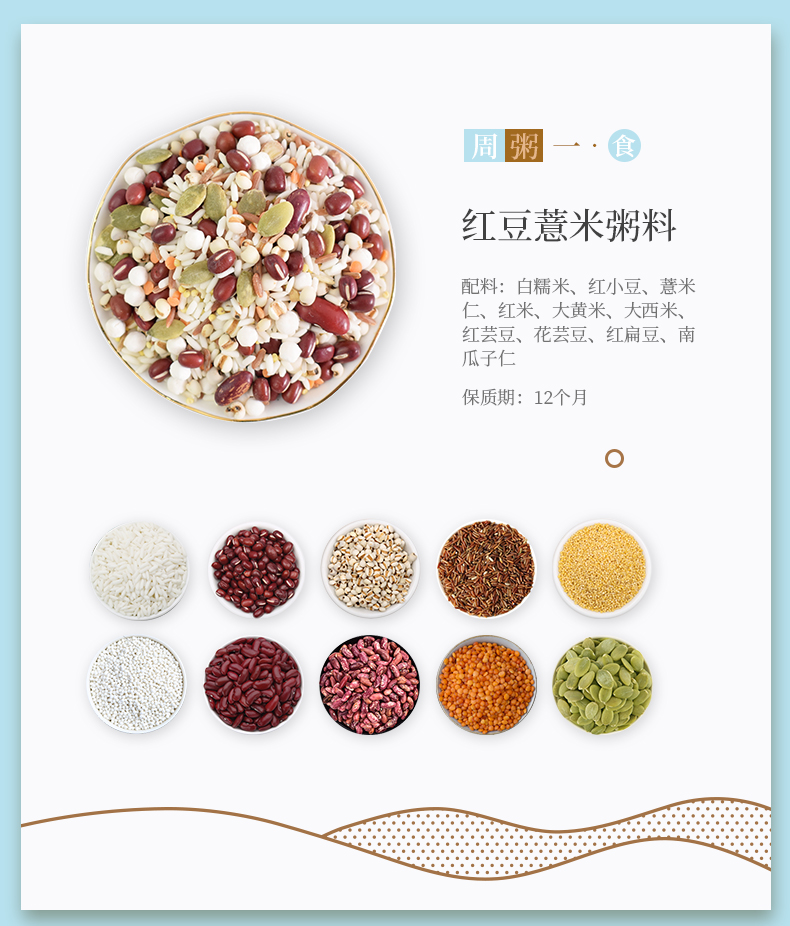 周粥一·食
红豆薏米粥料
配料：白糯米、红小豆、薏米
仁、红米、大黄米、大西米、
红芸豆、花芸豆、红扁豆、南
瓜子仁
保质期：12个月